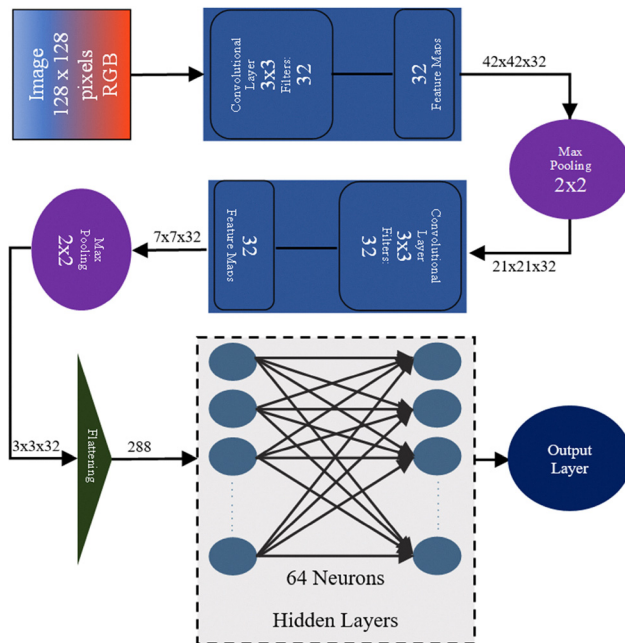 Image
128 x 128
pixels
RGB
Convolutional
Layer
3x3
Filters:
32
32
Feature Maps
42x42x32
Max
Pooling
2x2
21x21x32
Convolutional
Layer
3x3
Filters:
32
32
Feature Maps
7x7x32
Max
Pooling
2x2
3x3x32
Flattening
288
64 Neurons
Hidden Layers
Output
Layer